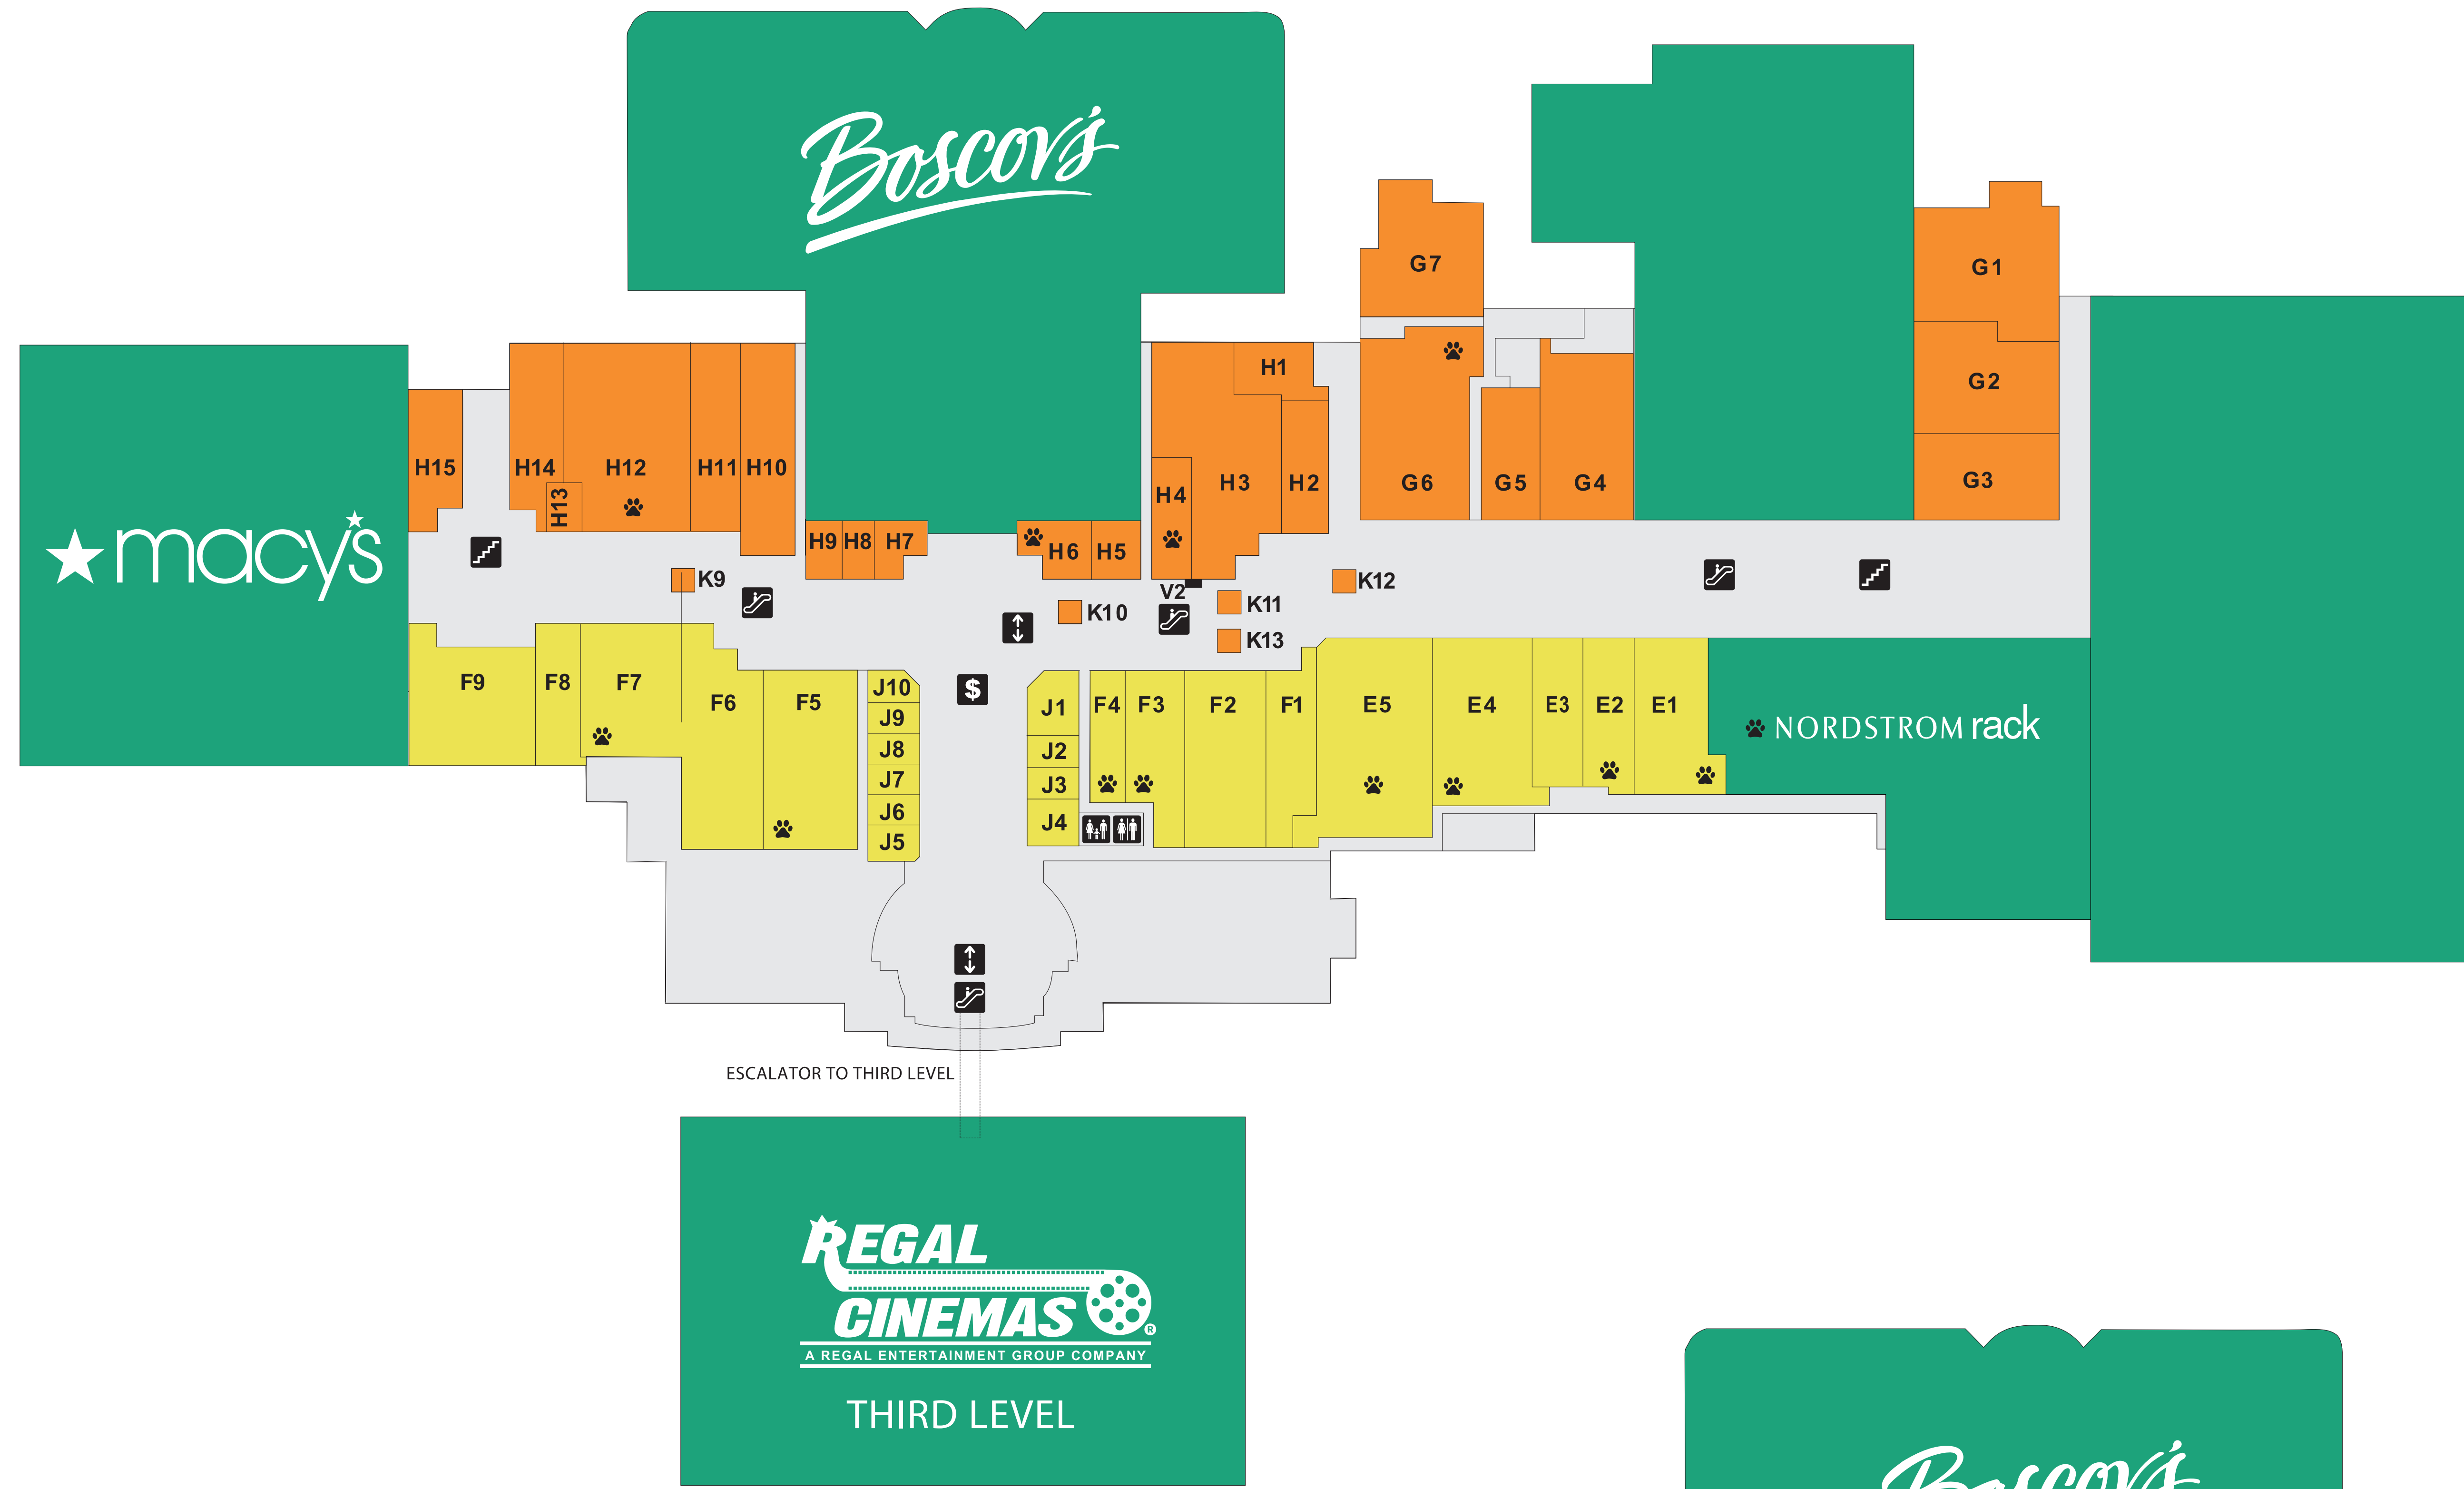 Boscov's
G7
G1
H1
G2
H15
H14
H12
H11
H10
H13
H4
H3
H2
G6
G5
G4
G3
H9
H8
H7
H6
H5
macy's
K9
V2
K10
K11
K12
K13
F9
F8
F7
F6
F5
J10
J9
J8
J7
J6
J5
$
J1
J2
J3
J4
F4
F3
F2
F1
E5
E4
E3
E2
E1
NORDSTROM rack
ESCALATOR TO THIRD LEVEL
REGAL
CINEMAS®
A REGAL ENTERTAINMENT GROUP COMPANY
THIRD LEVEL
Boscov's